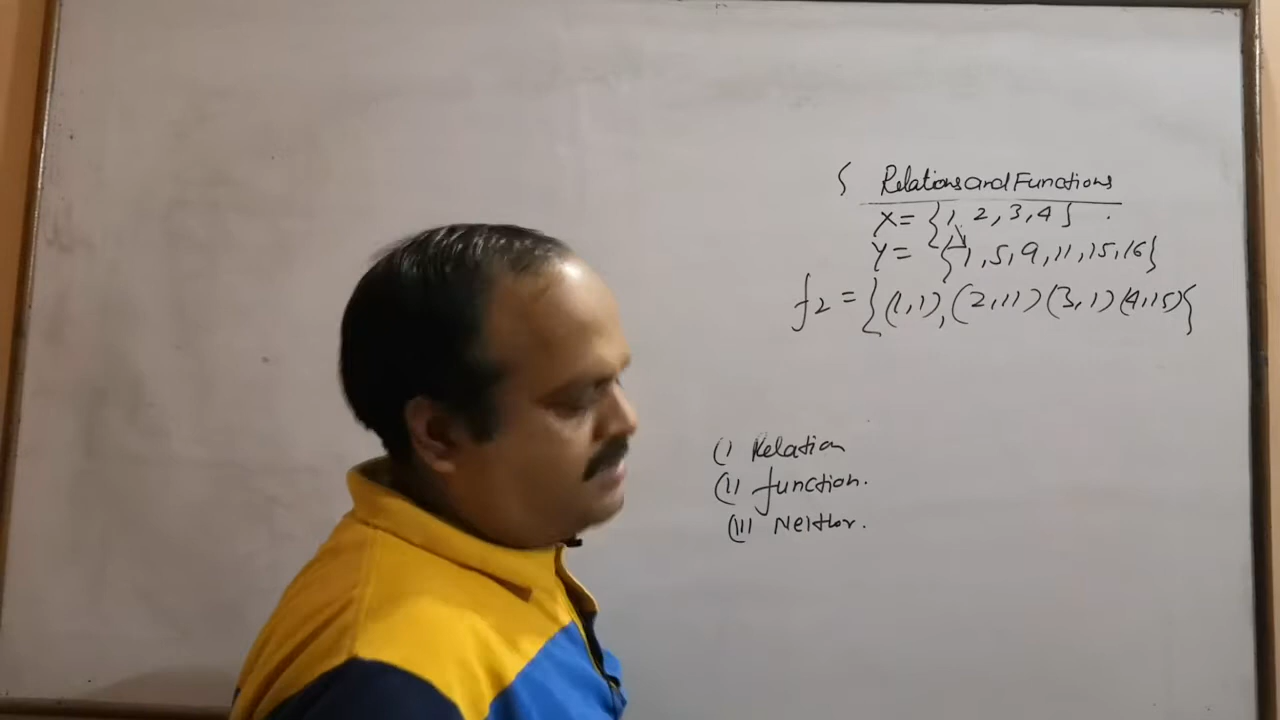 Relations and Functions
X = {1, 2, 3, 4}
Y = {1, 5, 9, 11, 15, 16}
f2 = {(1, 1), (2, 11) (3, 1) (4, 15)}
(i Relation
(ii function.
(iii Neither.